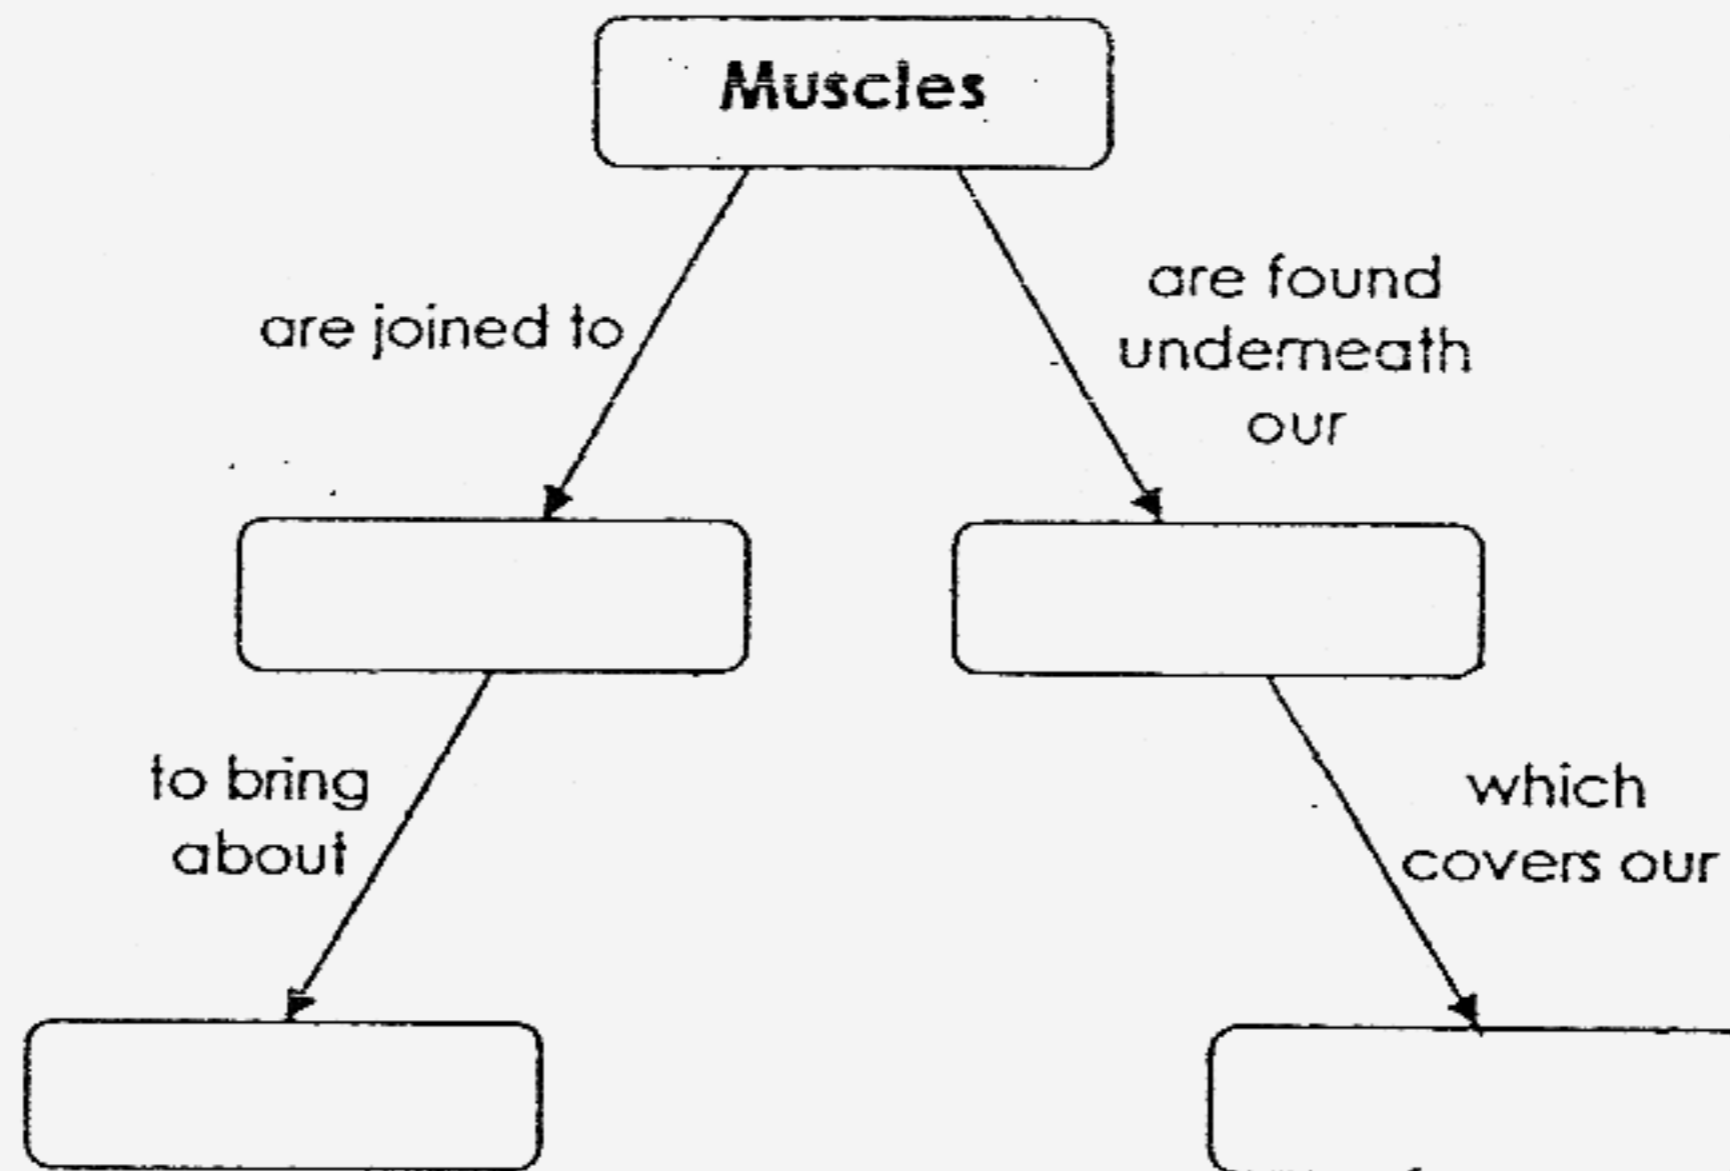 Muscles
are joined to
are found
underneath
our
to bring
about
which
covers our